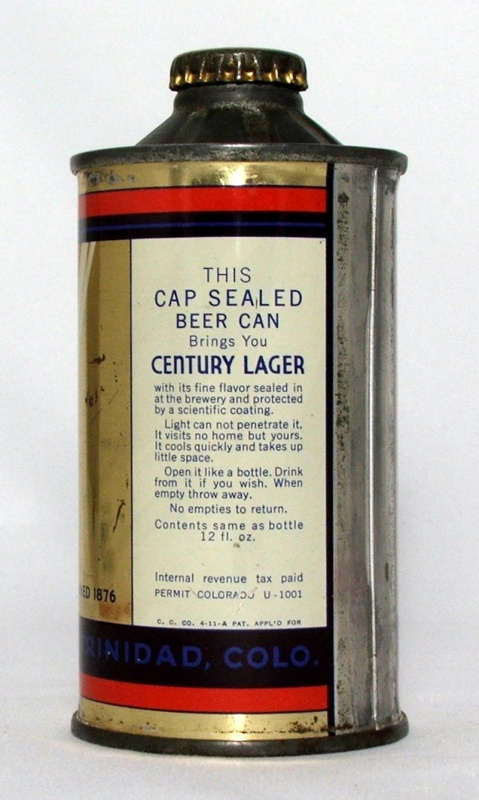 THIS
CAP SEALED
BEER CAN
Brings You
CENTURY LAGER
with its fine flavor sealed in
at the brewery and protected
by a scientific coating.
Light can not penetrate it.
It visits no home but yours.
It cools quickly and takes up
little space.
Open it like a bottle. Drink
from it if you wish. When
empty throw away.
No empties to return.
Contents same as bottle
12 fl. oz.
Internal revenue tax paid
PERMIT COLORADO U-1001
C. C. CO. 4-11-A PAT. APPL'D FOR
ED 1876
RINIDAD, COLO.